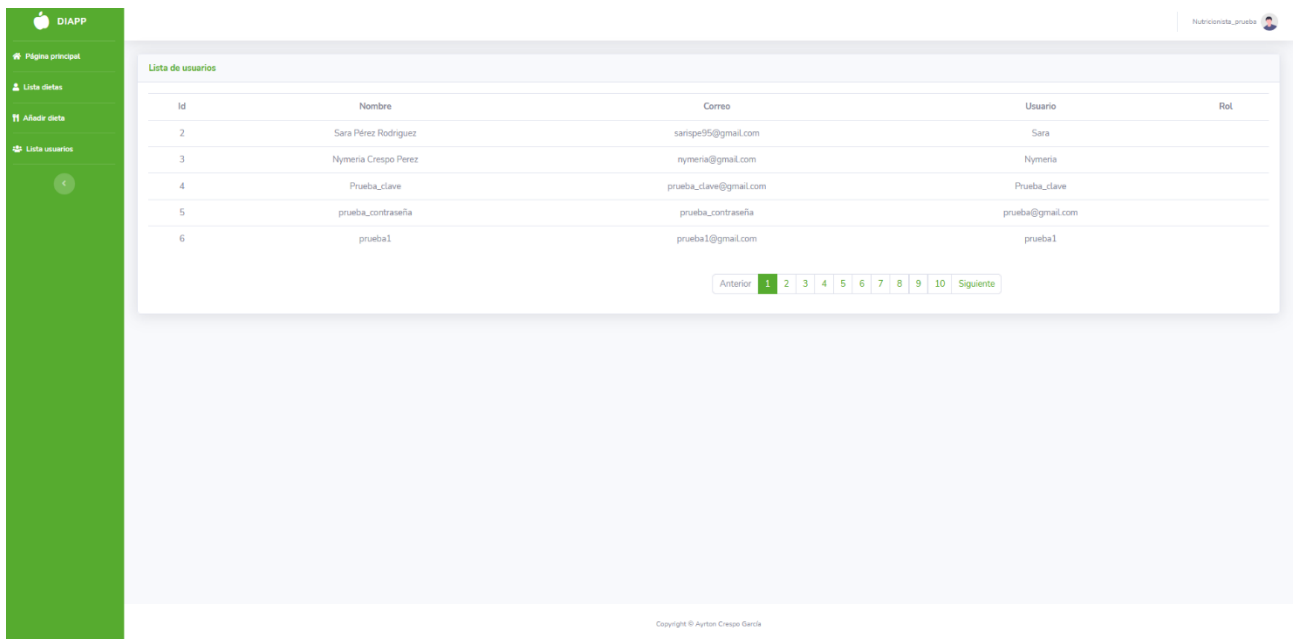 DIAPP
Nutricionista_prueba
Página principal
Lista dietas
Añadir dieta
Lista usuarios
Lista de usuarios
Id Nombre Correo Usuario Rol
2 Sara Pérez Rodriguez sarispe95@gmail.com Sara
3 Nymeria Crespo Perez nymeria@gmail.com Nymeria
4 Prueba_clave prueba_clave@gmail.com Prueba_clave
5 prueba_contraseña prueba_contraseña prueba@gmail.com
6 prueba1 prueba1@gmail.com prueba1
Anterior 1 2 3 4 5 6 7 8 9 10 Siguiente
Copyright © Ayrton Crespo García